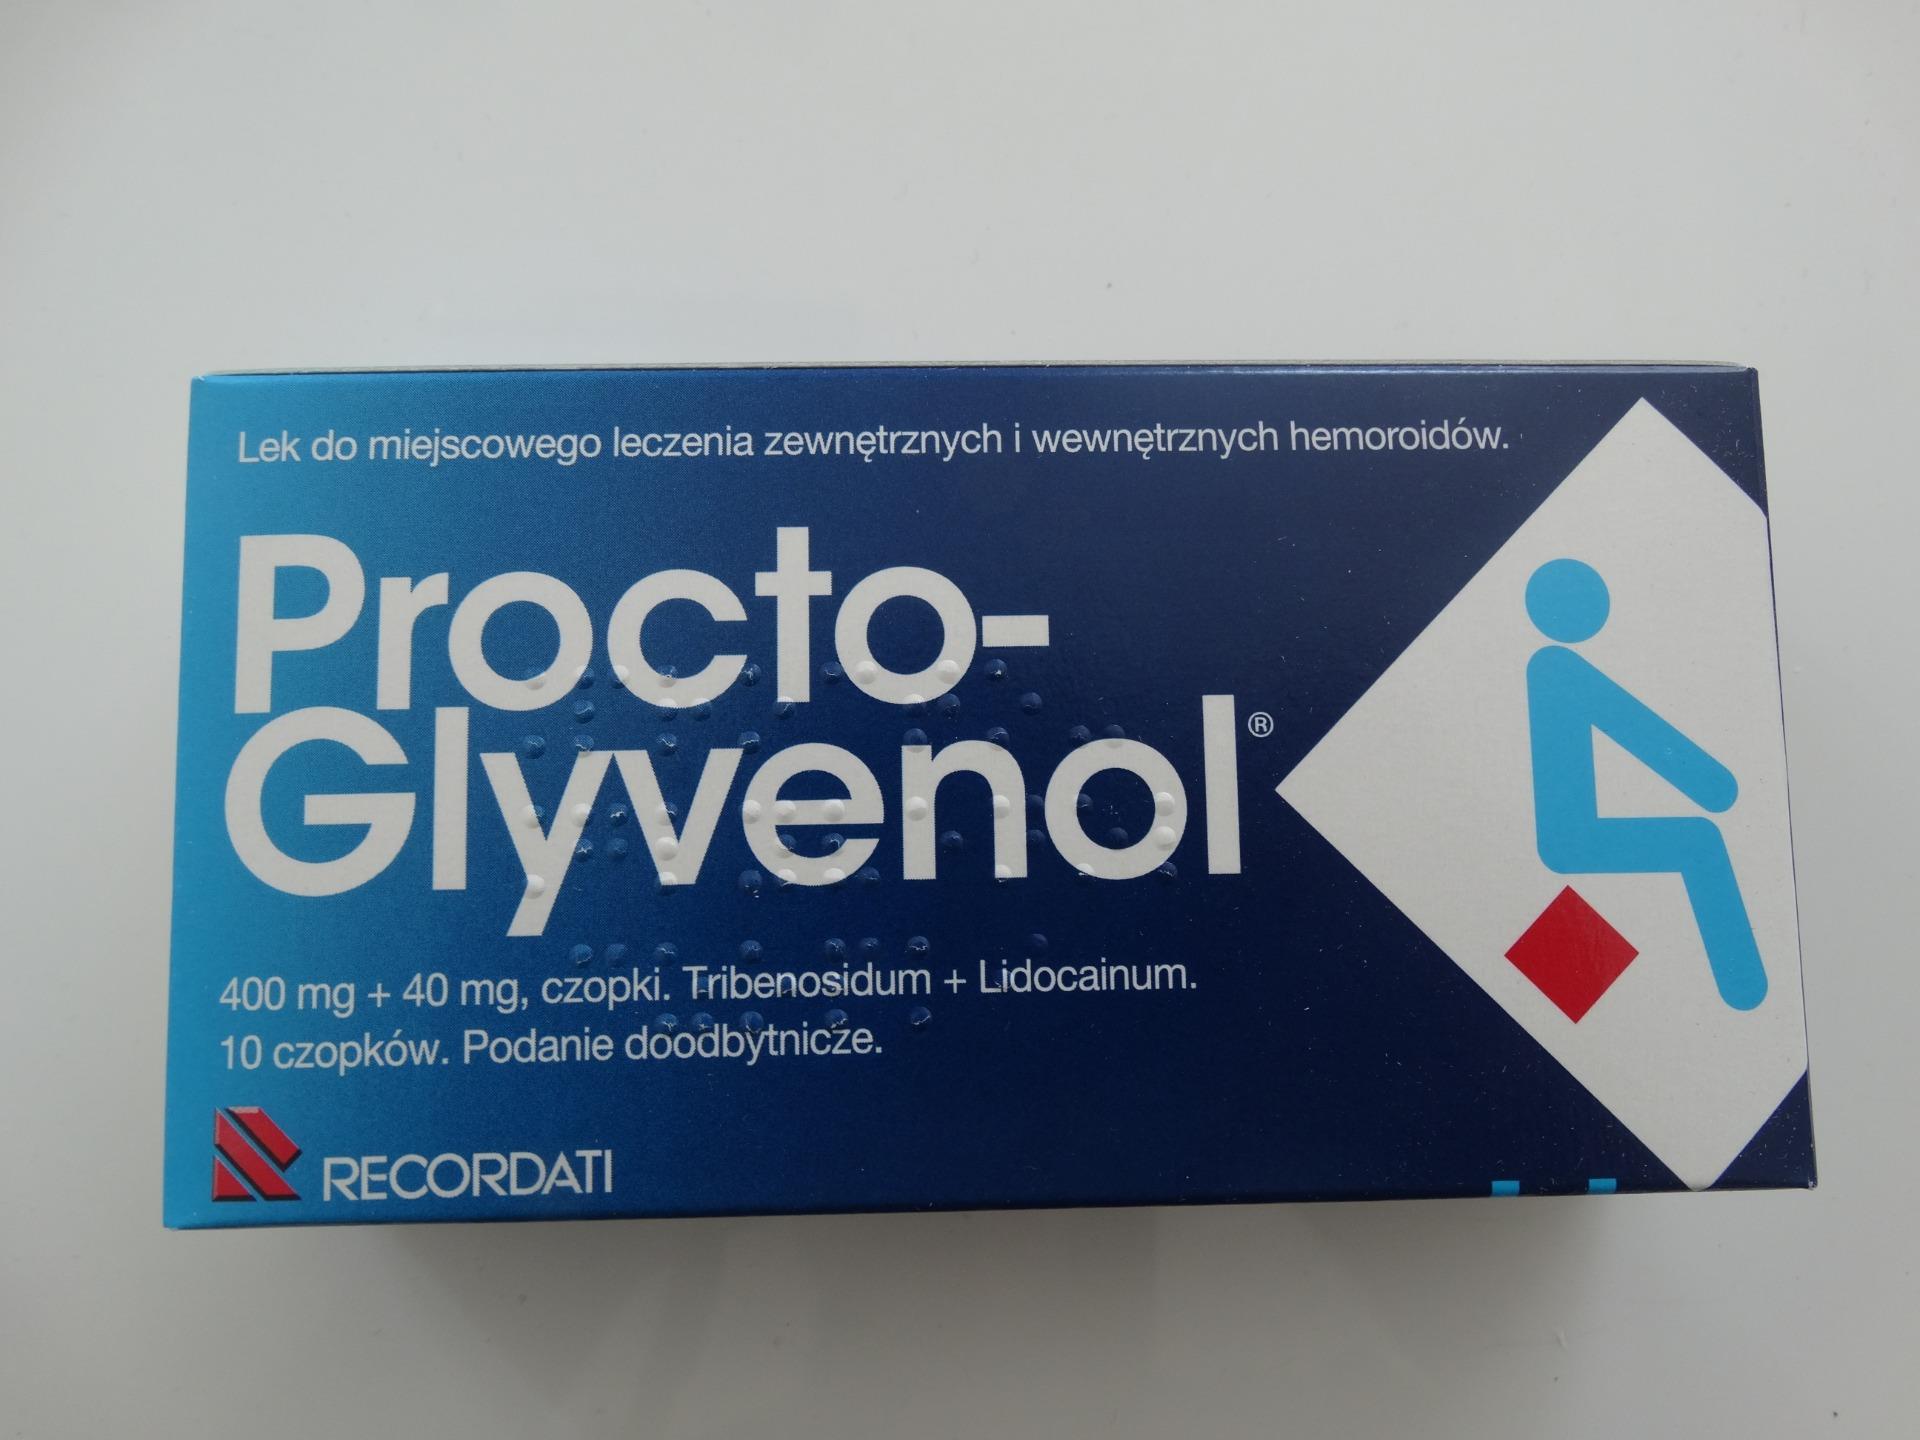 Lek do miejscowego leczenia zewnętrznych i wewnętrznych hemoroidów.
Procto-
Glyvenol®
400 mg + 40 mg, czopki. Tribenosidum + Lidocainum.
10 czopków. Podanie doodbytnicze.
RECORDATI